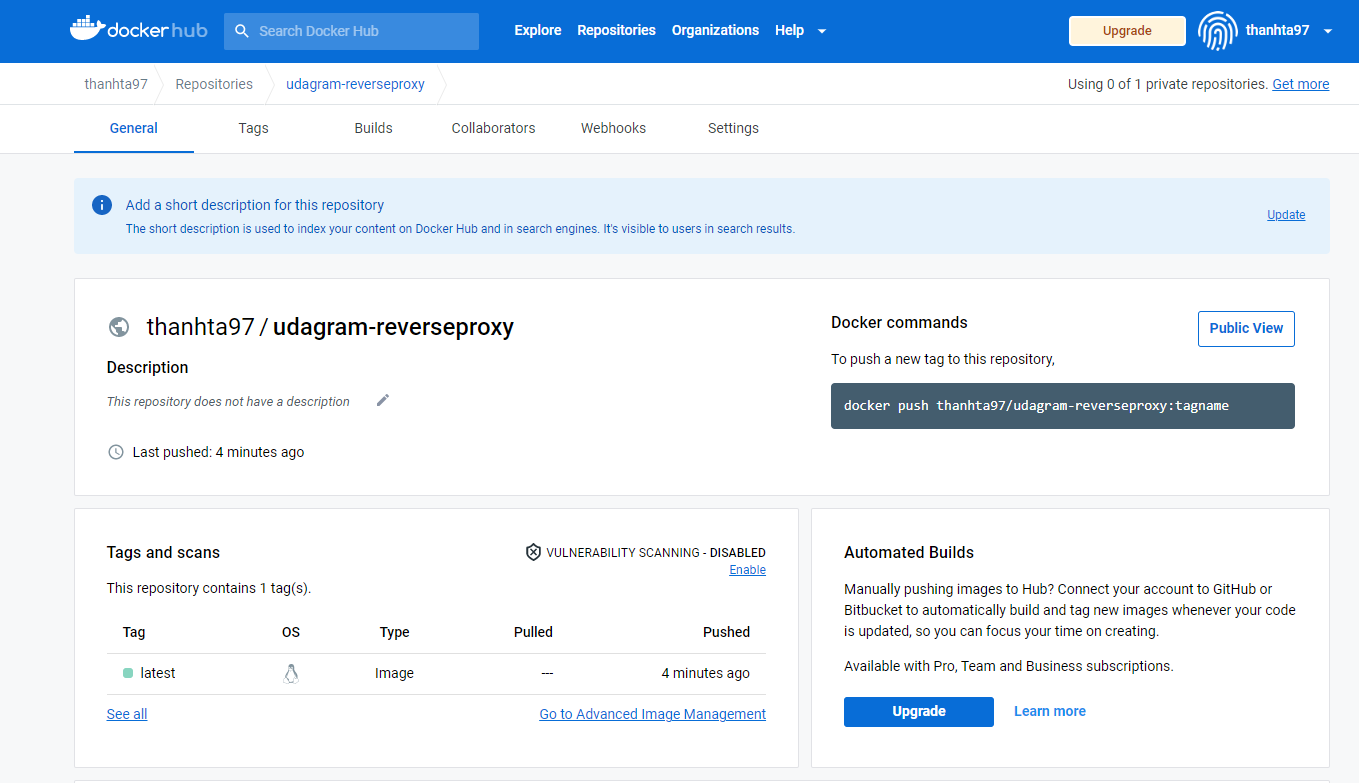 dockerhub
Search Docker Hub
Explore
Repositories
Organizations
Help
Upgrade
thanhta97
thanhta97
Repositories
udagram-reverseproxy
Using 0 of 1 private repositories. Get more
General
Tags
Builds
Collaborators
Webhooks
Settings
Add a short description for this repository
The short description is used to index your content on Docker Hub and in search engines. It's visible to users in search results.
Update
thanhta97 / udagram-reverseproxy
Description
This repository does not have a description
Last pushed: 4 minutes ago
Docker commands
Public View
To push a new tag to this repository,
docker push thanhta97/udagram-reverseproxy:tagname
Tags and scans
VULNERABILITY SCANNING - DISABLED
Enable
This repository contains 1 tag(s).
Tag OS Type Pulled Pushed
latest Image --- 4 minutes ago
See all
Go to Advanced Image Management
Automated Builds
Manually pushing images to Hub? Connect your account to GitHub or
Bitbucket to automatically build and tag new images whenever your code
is updated, so you can focus your time on creating.
Available with Pro, Team and Business subscriptions.
Upgrade
Learn more